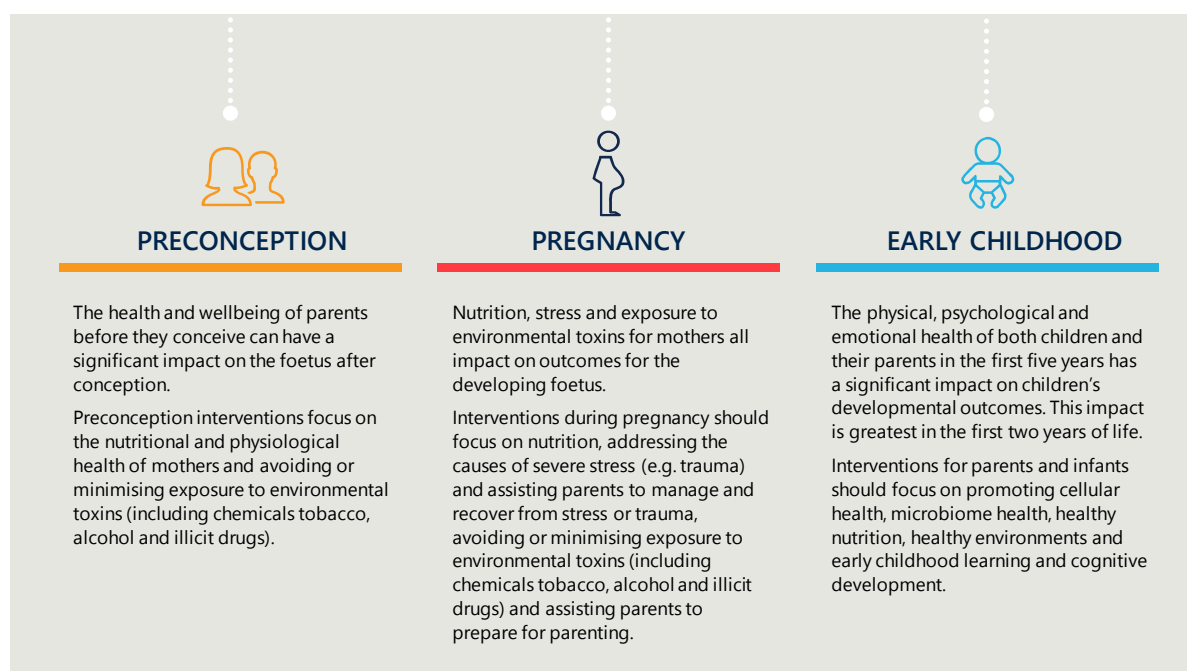 PRECONCEPTION
The health and wellbeing of parents
before they conceive can have a
significant impact on the foetus after
conception.
Preconception interventions focus on
the nutritional and physiological
health of mothers and avoiding or
minimising exposure to environmental
toxins (including chemicals tobacco,
alcohol and illicit drugs).
PREGNANCY
Nutrition, stress and exposure to
environmental toxins for mothers all
impact on outcomes for the
developing foetus.
Interventions during pregnancy should
focus on nutrition, addressing the
causes of severe stress (e.g. trauma)
and assisting parents to manage and
recover from stress or trauma,
avoiding or minimising exposure to
environmental toxins (including
chemicals tobacco, alcohol and illicit
drugs) and assisting parents to
prepare for parenting.
EARLY CHILDHOOD
The physical, psychological and
emotional health of both children and
their parents in the first five years has
a significant impact on children's
developmental outcomes. This impact
is greatest in the first two years of life.
Interventions for parents and infants
should focus on promoting cellular
health, microbiome health, healthy
nutrition, healthy environments and
early childhood learning and cognitive
development.